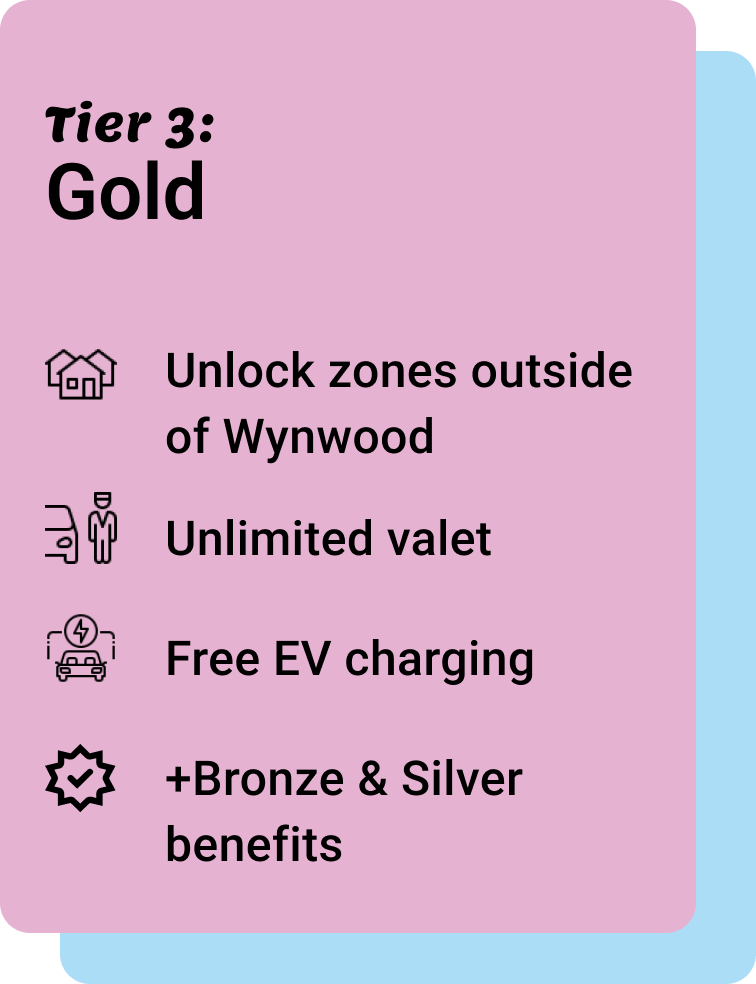 Tier 3:
Gold
Unlock zones outside
of Wynwood
Unlimited valet
Free EV charging
+Bronze & Silver
benefits